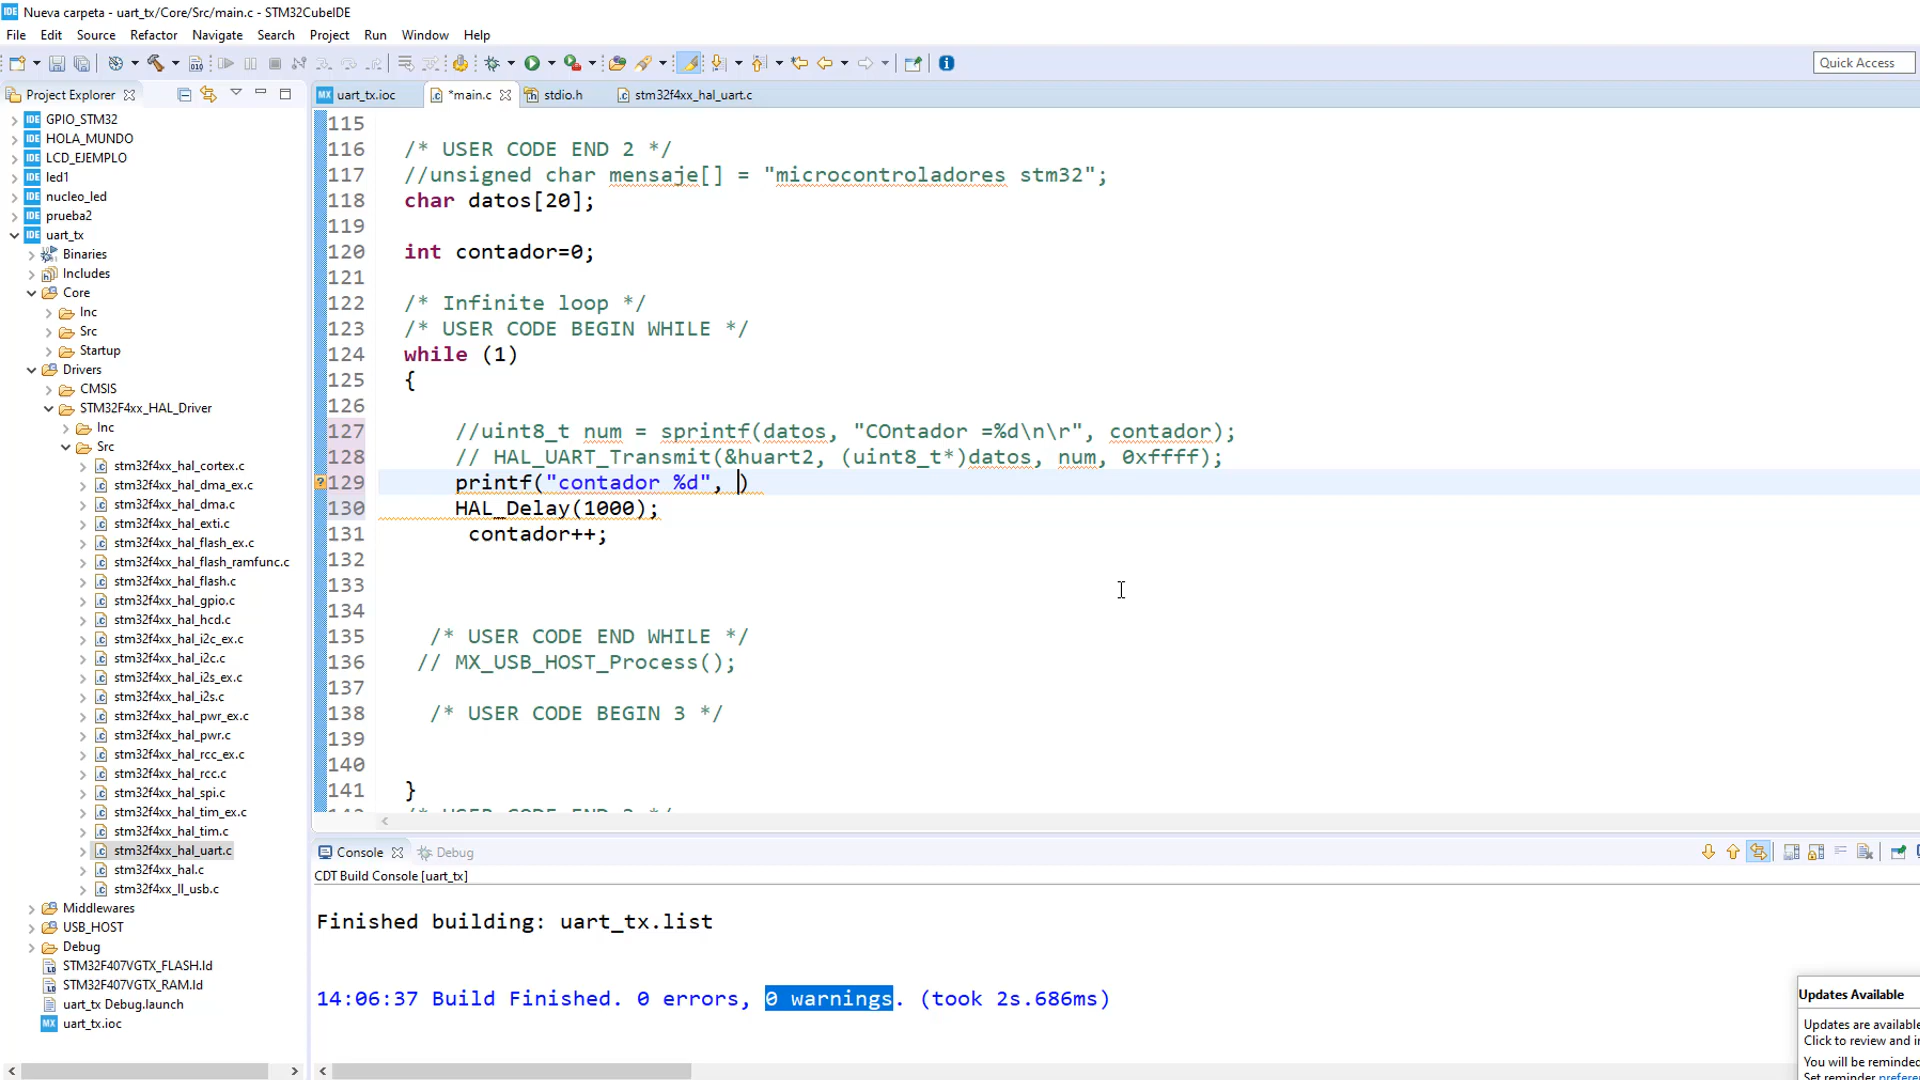 Nueva carpeta - uart_tx/Core/Src/main.c - STM32CubeIDE
File Edit Source Refactor Navigate Search Project Run Window Help
Quick Access
Project Explorer
uart_tx.ioc *main.c stdio.h stm32f4xx_hal_uart.c
GPIO_STM32
HOLA_MUNDO
LCD_EJEMPLO
led1
nucleo_led
prueba2
uart_tx
Binaries
Includes
Core
Inc
Src
Startup
Drivers
CMSIS
STM32F4xx_HAL_Driver
Inc
Src
stm32f4xx_hal_cortex.c
stm32f4xx_hal_dma_ex.c
stm32f4xx_hal_dma.c
stm32f4xx_hal_exti.c
stm32f4xx_hal_flash_ex.c
stm32f4xx_hal_flash_ramfunc.c
stm32f4xx_hal_flash.c
stm32f4xx_hal_gpio.c
stm32f4xx_hal_hcd.c
stm32f4xx_hal_i2c_ex.c
stm32f4xx_hal_i2c.c
stm32f4xx_hal_i2s_ex.c
stm32f4xx_hal_i2s.c
stm32f4xx_hal_pwr_ex.c
stm32f4xx_hal_pwr.c
stm32f4xx_hal_rcc_ex.c
stm32f4xx_hal_rcc.c
stm32f4xx_hal_spi.c
stm32f4xx_hal_tim_ex.c
stm32f4xx_hal_tim.c
stm32f4xx_hal_uart.c
stm32f4xx_hal.c
stm32f4xx_ll_usb.c
Middlewares
USB_HOST
Debug
STM32F407VGTX_FLASH.ld
STM32F407VGTX_RAM.ld
uart_tx Debug.launch
uart_tx.ioc
115
116 /* USER CODE END 2 */
117 //unsigned char mensaje[] = "microcontroladores stm32";
118 char datos[20];
119
120 int contador=0;
121
122 /* Infinite loop */
123 /* USER CODE BEGIN WHILE */
124 while (1)
125 {
126
127 //uint8_t num = sprintf(datos, "COntador =%d\n\r", contador);
128 // HAL_UART_Transmit(&huart2, (uint8_t*)datos, num, 0xffff);
129 printf("contador %d", )
130 HAL_Delay(1000);
131 contador++;
132
133
134
135 /* USER CODE END WHILE */
136 // MX_USB_HOST_Process();
137
138 /* USER CODE BEGIN 3 */
139
140
141 }
Console Debug
CDT Build Console [uart_tx]
Finished building: uart_tx.list
14:06:37 Build Finished. 0 errors, 0 warnings. (took 2s.686ms)
Updates Available
Updates are available
Click to review and in
You will be reminded
Set reminder prefere